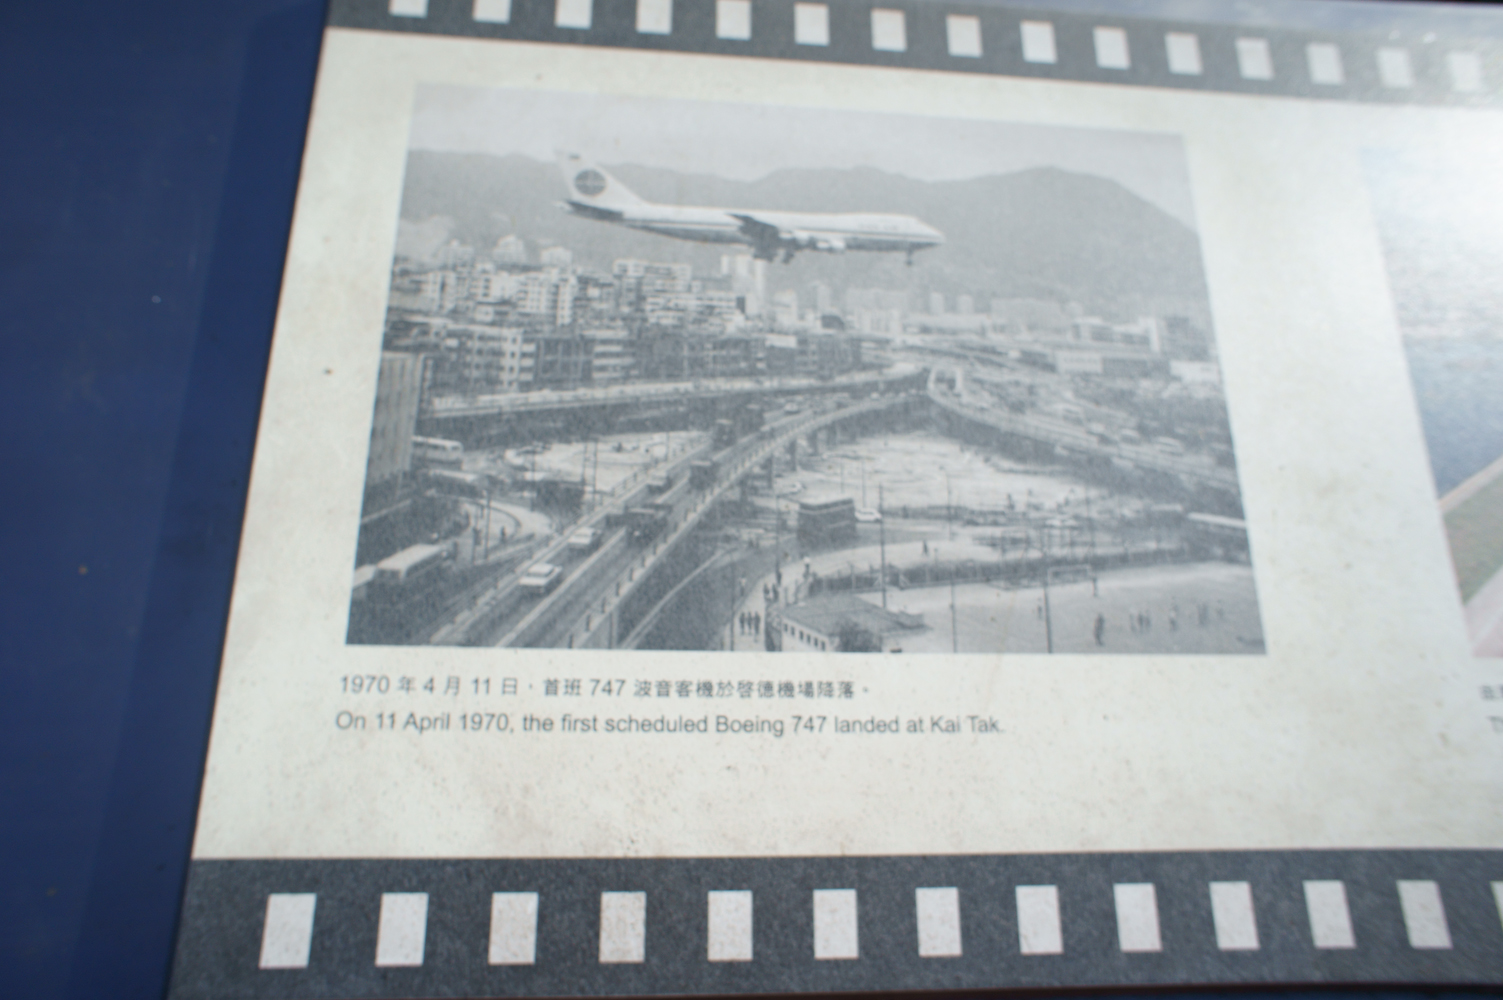 1970 年 4 月 11 日，首班 747 波音客機於啓德機場降落。
On 11 April 1970, the first scheduled Boeing 747 landed at Kai Tak.